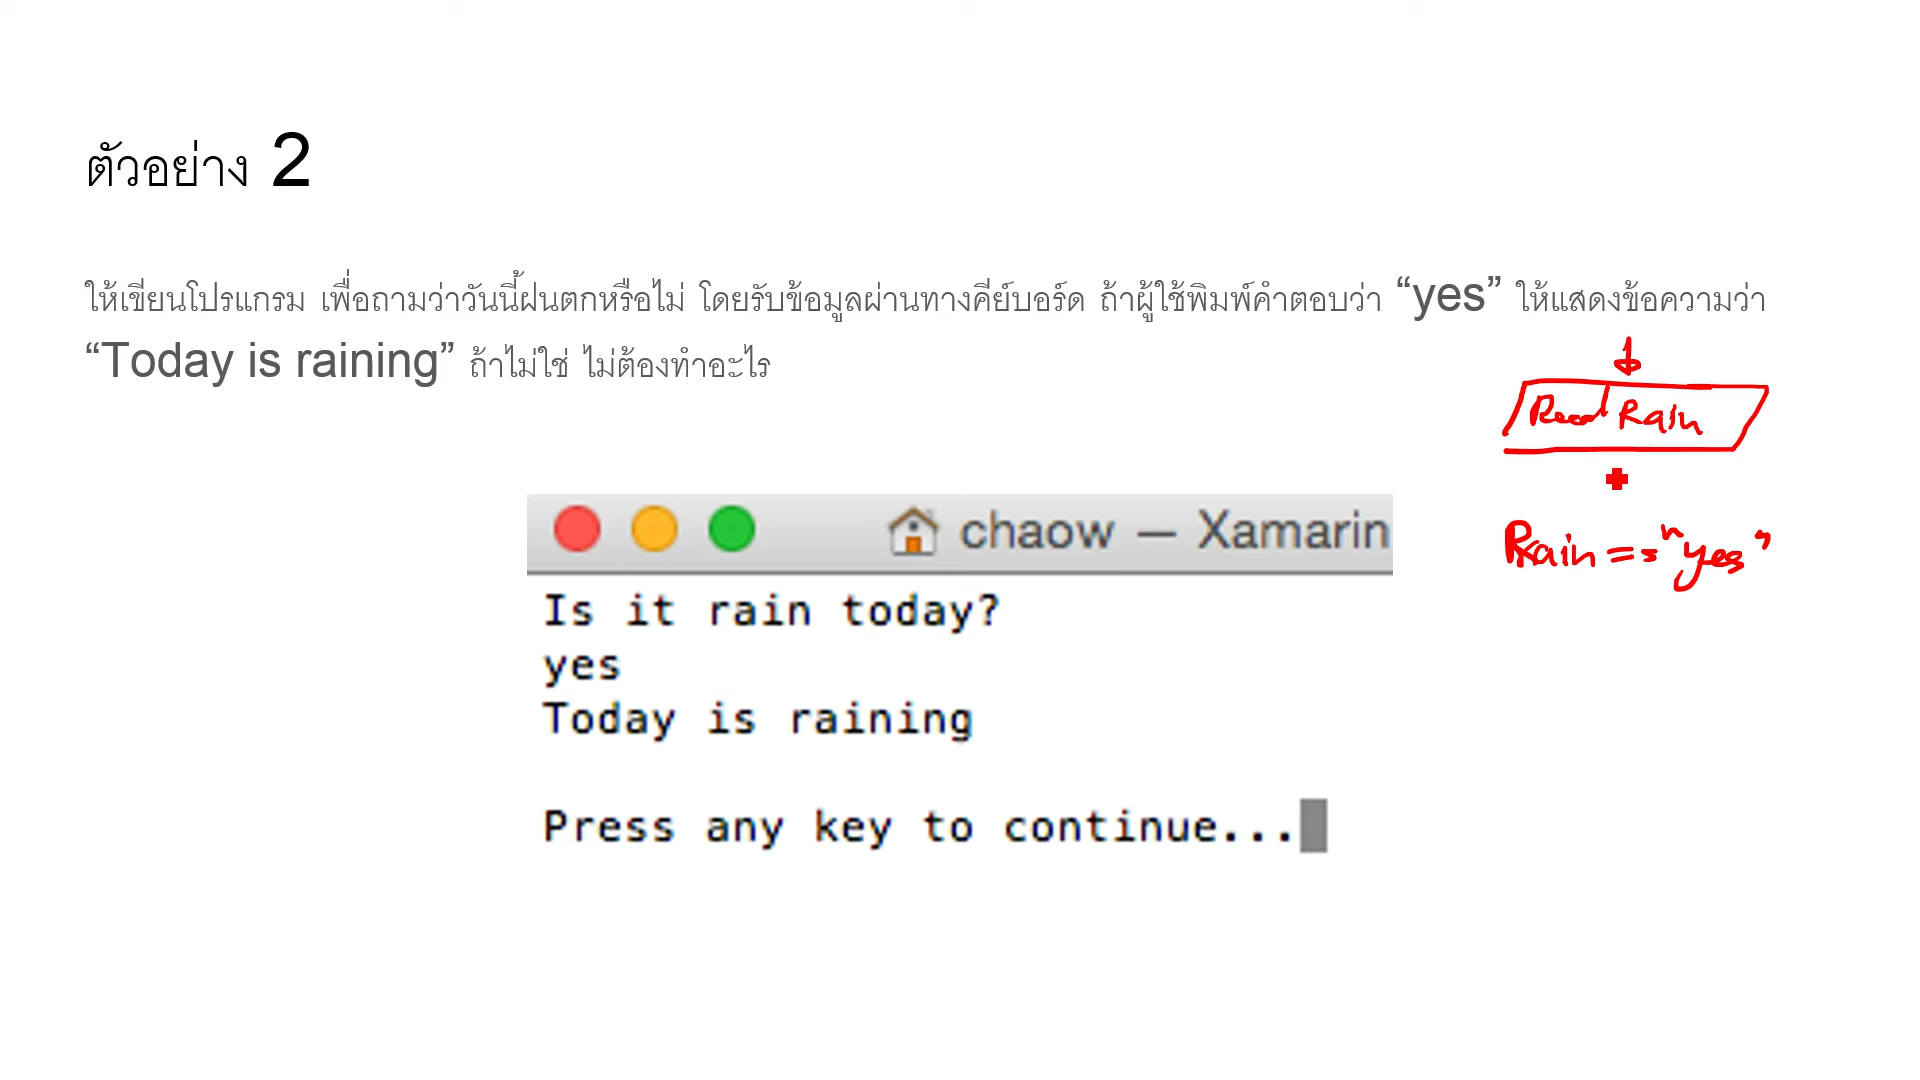 ตัวอย่าง 2
ให้เขียนโปรแกรม เพื่อถามว่าวันนี้ฝนตกหรือไม่ โดยรับข้อมูลผ่านทางคีย์บอร์ด ถ้าผู้ใช้พิมพ์คำตอบว่า “yes” ให้แสดงข้อความว่า
“Today is raining” ถ้าไม่ใช่ ไม่ต้องทำอะไร
Read Rain
Rain == "yes"
chaow — Xamarin
Is it rain today?
yes
Today is raining
Press any key to continue...